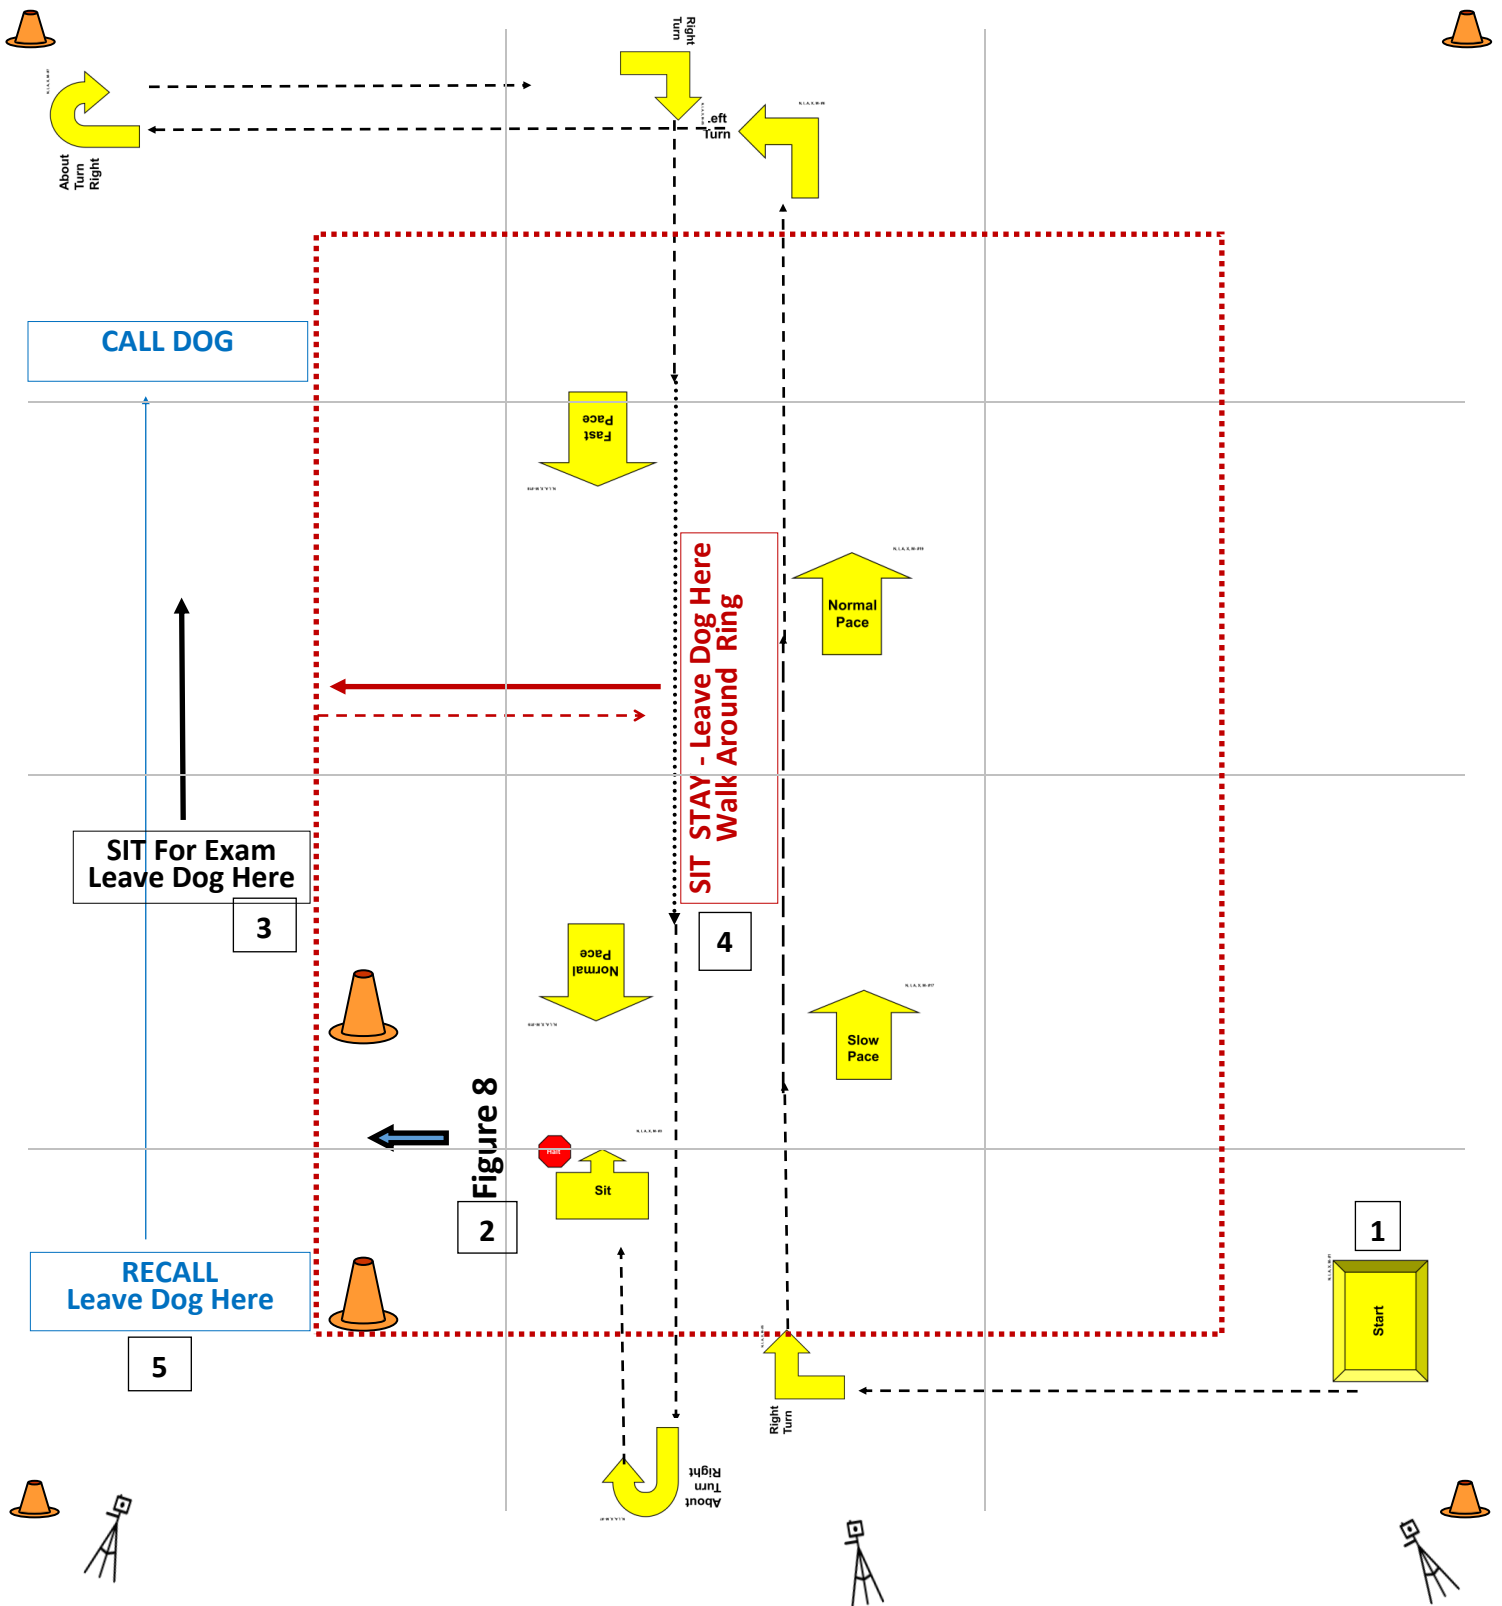 Right
Turn
Left
Turn
About
Turn
Right
CALL DOG
Fast
Pace
SIT STAY - Leave Dog Here
Walk Around Ring
Normal
Pace
SIT For Exam
Leave Dog Here
3
4
Normal
Pace
Slow
Pace
Figure 8
Halt
Sit
2
1
Start
RECALL
Leave Dog Here
5
Right
Turn
About
Turn
Right